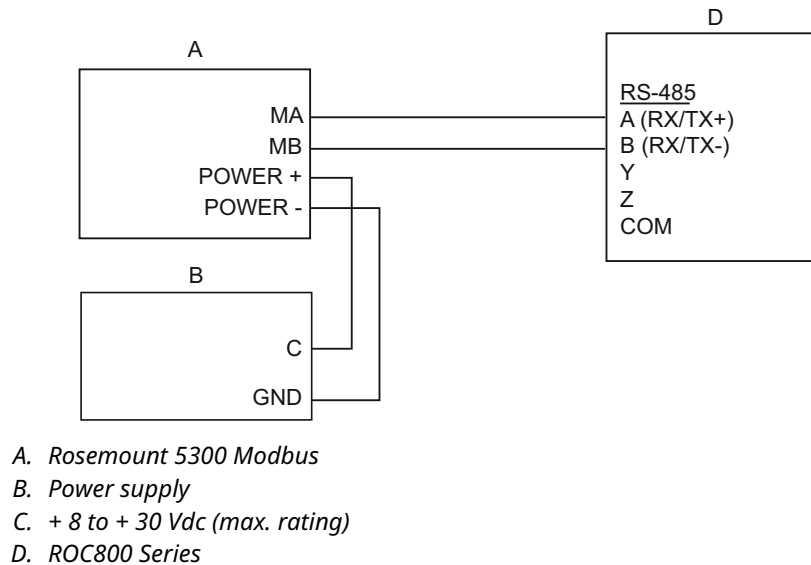 A
D
MA
MB
POWER +
POWER -
RS-485
A (RX/TX+)
B (RX/TX-)
Y
Z
COM
B
C
GND
A. Rosemount 5300 Modbus
B. Power supply
C. + 8 to + 30 Vdc (max. rating)
D. ROC800 Series